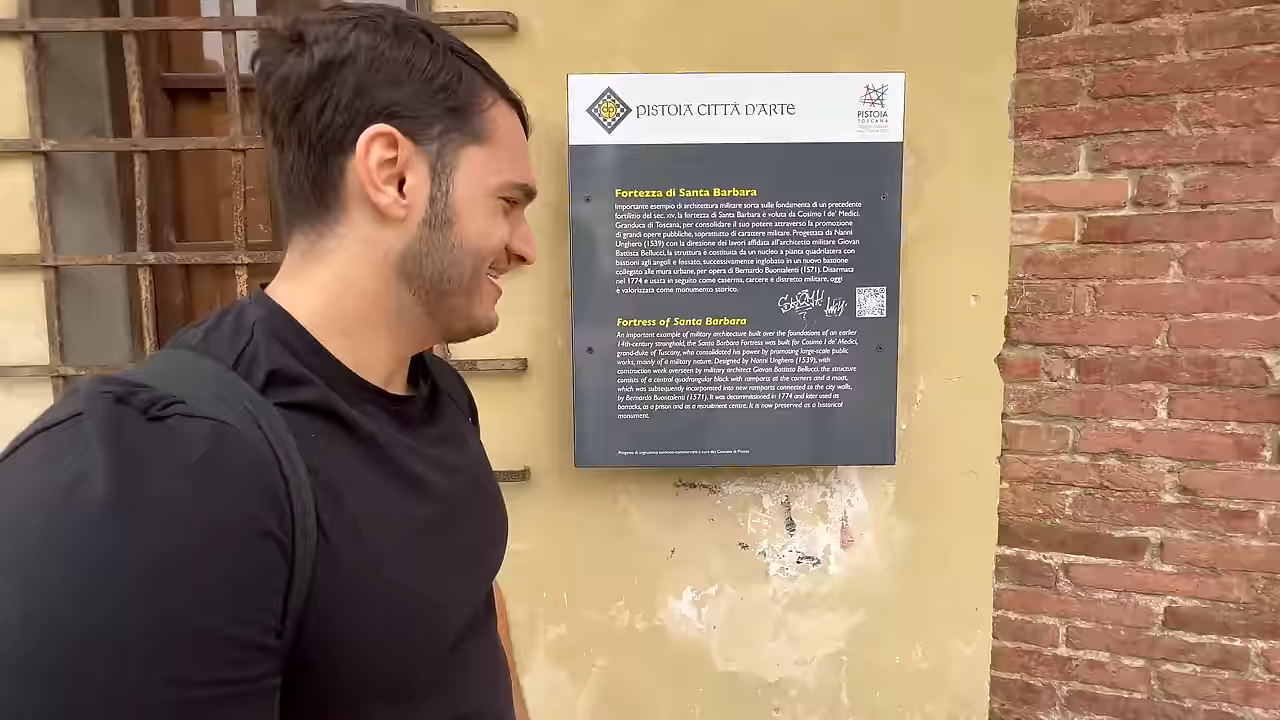 PISTOIA CITTÀ D'ARTE
PISTOIA
TOSCANA
Fortezza di Santa Barbara
Importante esempio di architettura militare sorta sulle fondamenta di un precedente
fortilizio del sec. XIV, la fortezza di Santa Barbara è voluta da Cosimo I de' Medici,
Granduca di Toscana, per consolidare il suo potere attraverso la promozione
di grandi opere pubbliche, soprattutto di carattere militare. Progettata da Nanni
Unghero (1539) con la direzione dei lavori affidata all'architetto militare Giovan
Battista Bellucci, la struttura è costituita da un nucleo a pianta quadrilatera con
bastioni agli angoli e fossato, successivamente inglobato in un nuovo bastione
collegato alle mura urbane, per opera di Bernardo Buontalenti (1571). Disarmata
nel 1774 e usata in seguito come caserma, carcere e distretto militare, oggi
è valorizzata come monumento storico.
Fortress of Santa Barbara
An important example of military architecture built over the foundations of an earlier
14th-century stronghold, the Santa Barbara Fortress was built for Cosimo I de' Medici,
grand-duke of Tuscany, who consolidated his power by promoting large-scale public
works, mainly of a military nature. Designed by Nanni Unghero (1539), with
construction work overseen by military architect Giovan Battista Bellucci, the structure
consists of a central quadrangular block with ramparts at the corners and a moat,
which was subsequently incorporated into new ramparts connected to the city walls,
by Bernardo Buontalenti (1571). It was decommissioned in 1774 and later used as
barracks, as a prison and as a recruitment centre. It is now preserved as a historical
monument.
Progetto di segnaletica turistico-commerciale a cura del Comune di Pistoia